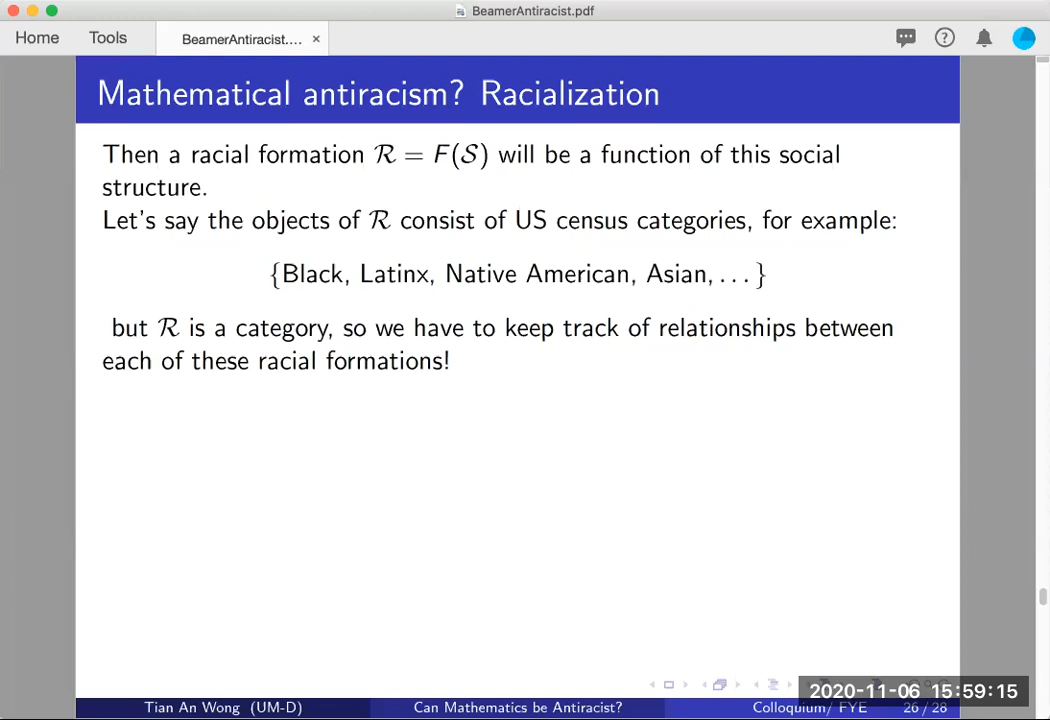 BeamerAntiracist.pdf
Home Tools BeamerAntiracist.... ×
Mathematical antiracism? Racialization
Then a racial formation ℛ = F(𝒮) will be a function of this social
structure.
Let's say the objects of ℛ consist of US census categories, for example:
{Black, Latinx, Native American, Asian, . . . }
but ℛ is a category, so we have to keep track of relationships between
each of these racial formations!
2020-11-06 15:59:15
Tian An Wong (UM-D) Can Mathematics be Antiracist? Colloquium/ FYE 26 / 28